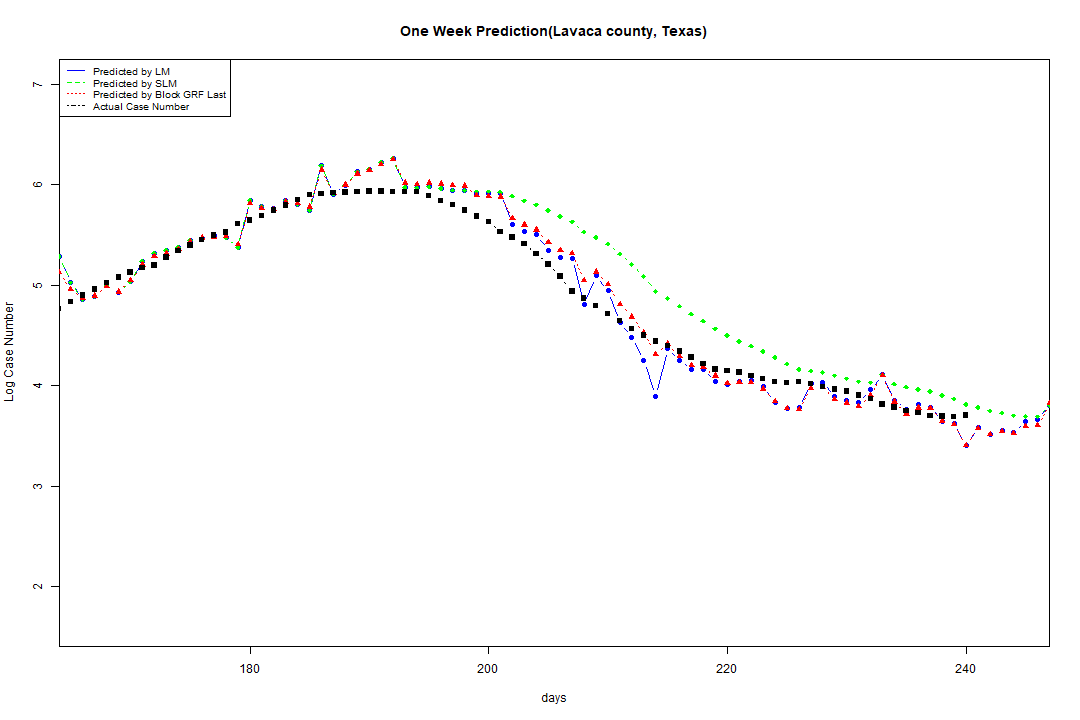 One Week Prediction(Lavaca county, Texas)
Predicted by LM
Predicted by SLM
Predicted by Block GRF Last
Actual Case Number
7
6
5
4
3
2
Log Case Number
180
200
220
240
days